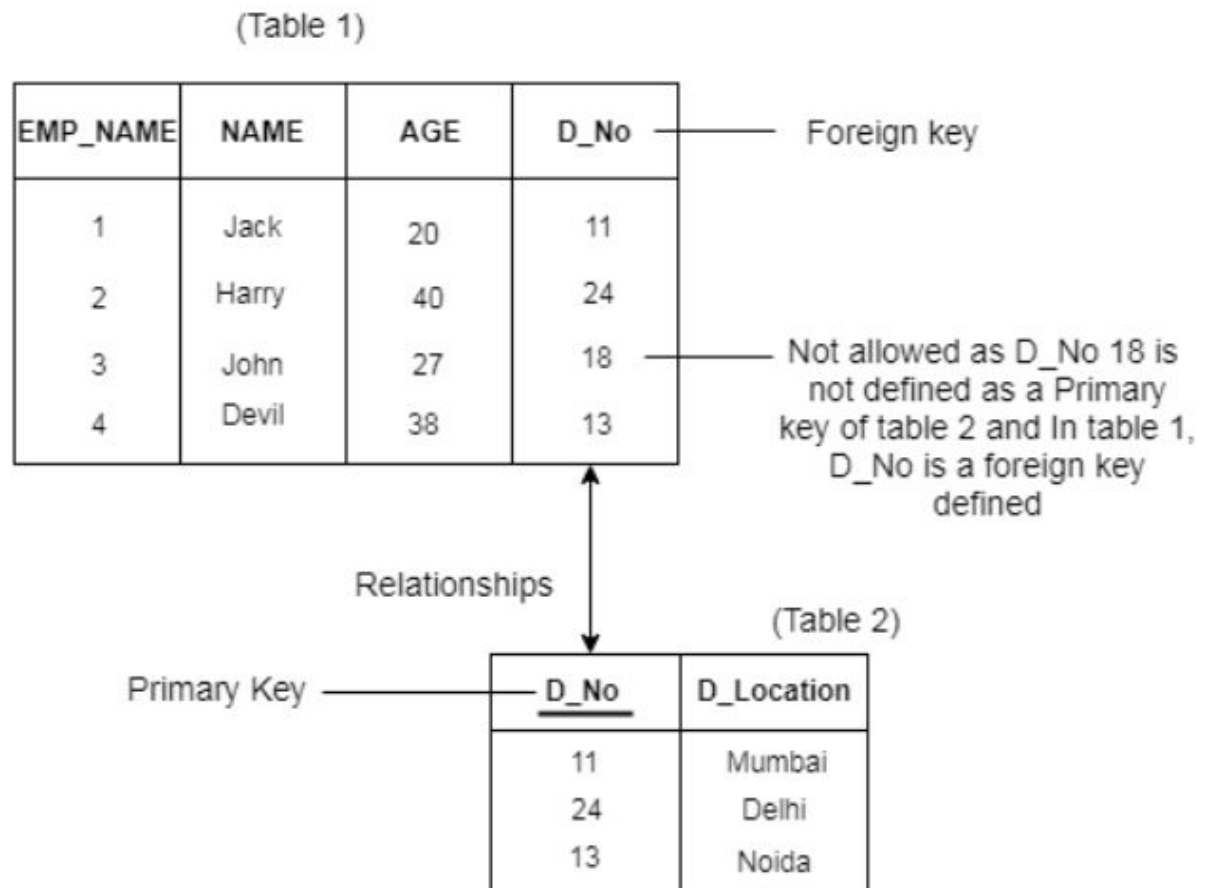 (Table 1)
EMP_NAME NAME AGE D_No Foreign key
1 Jack 20 11
2 Harry 40 24
3 John 27 18
4 Devil 38 13
Not allowed as D_No 18 is
not defined as a Primary
key of table 2 and In table 1,
D_No is a foreign key
defined
Relationships
(Table 2)
Primary Key D_No D_Location
11 Mumbai
24 Delhi
13 Noida